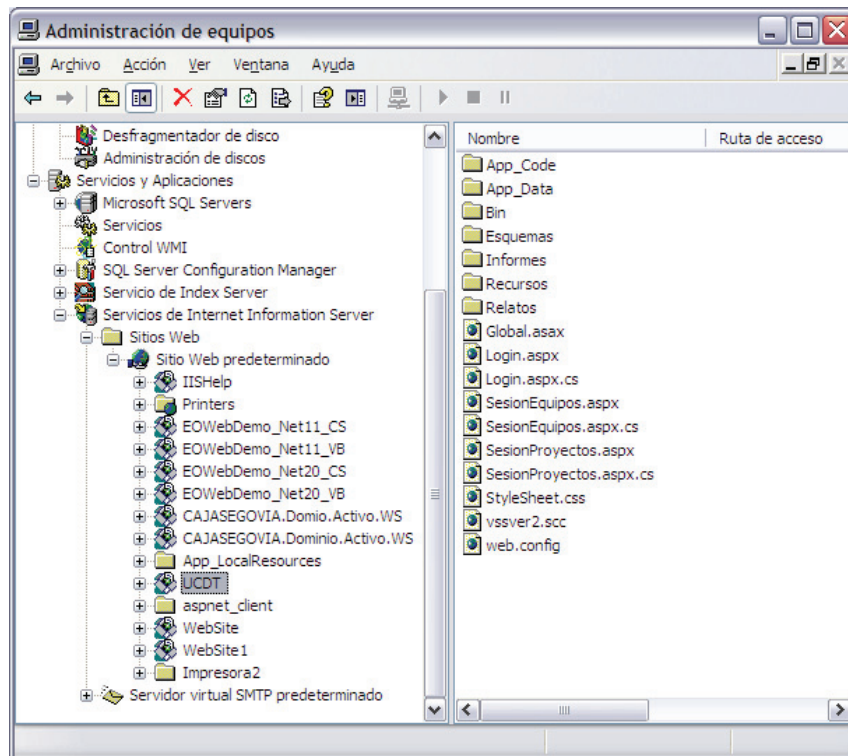 Administración de equipos
Archivo Acción Ver Ventana Ayuda
Desfragmentador de disco
Administración de discos
Servicios y Aplicaciones
Microsoft SQL Servers
Servicios
Control WMI
SQL Server Configuration Manager
Servicio de Index Server
Servicios de Internet Information Server
Sitios Web
Sitio Web predeterminado
IISHelp
Printers
EOWebDemo_Net11_CS
EOWebDemo_Net11_VB
EOWebDemo_Net20_CS
EOWebDemo_Net20_VB
CAJASEGOVIA.Domio.Activo.WS
CAJASEGOVIA.Dominio.Activo.WS
App_LocalResources
UCDT
aspnet_client
WebSite
WebSite1
Impresora2
Servidor virtual SMTP predeterminado
Nombre Ruta de acceso
App_Code
App_Data
Bin
Esquemas
Informes
Recursos
Relatos
Global.asax
Login.aspx
Login.aspx.cs
SesionEquipos.aspx
SesionEquipos.aspx.cs
SesionProyectos.aspx
SesionProyectos.aspx.cs
StyleSheet.css
vssver2.scc
web.config